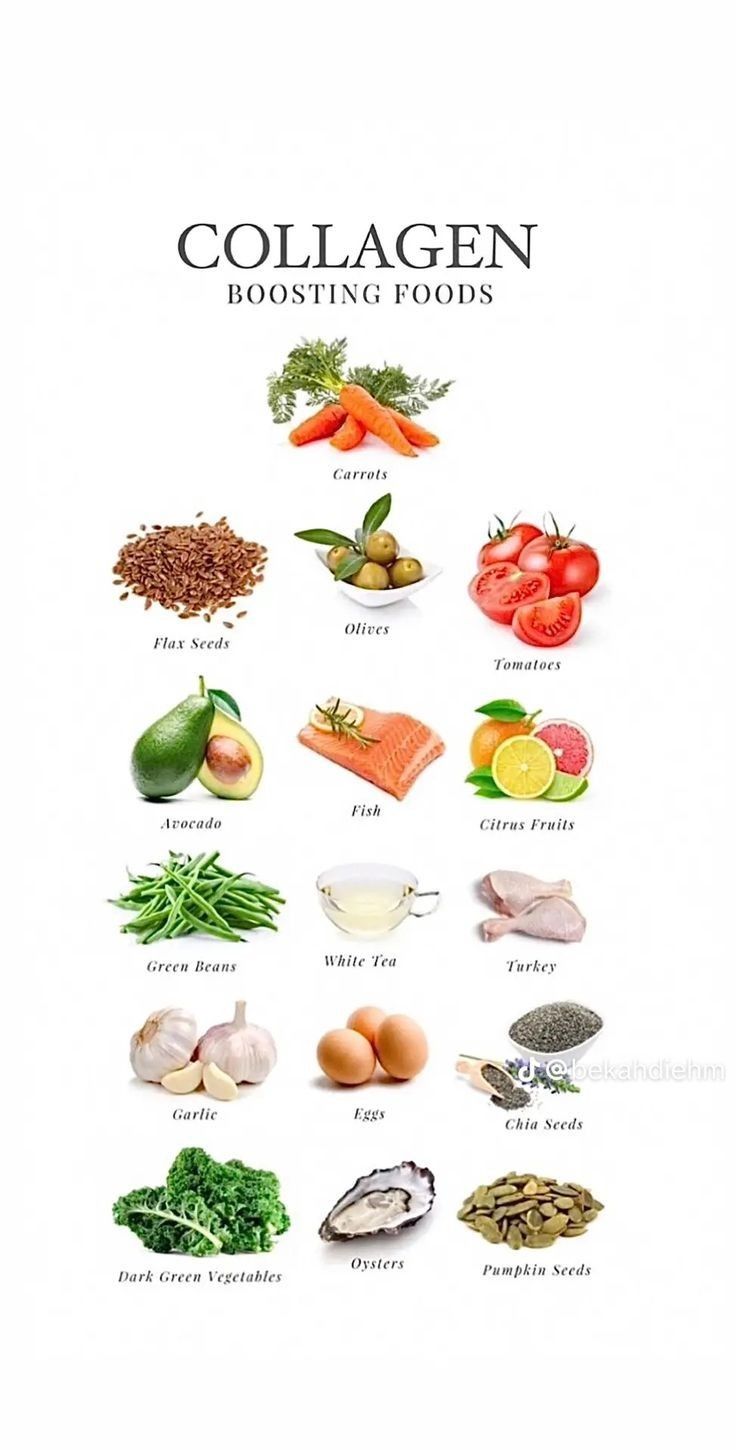 COLLAGEN
BOOSTING FOODS
Carrots
Flax Seeds
Olives
Tomatoes
Avocado
Fish
Citrus Fruits
Green Beans
White Tea
Turkey
Garlic
Eggs
@bekahdiehm
Chia Seeds
Dark Green Vegetables
Oysters
Pumpkin Seeds